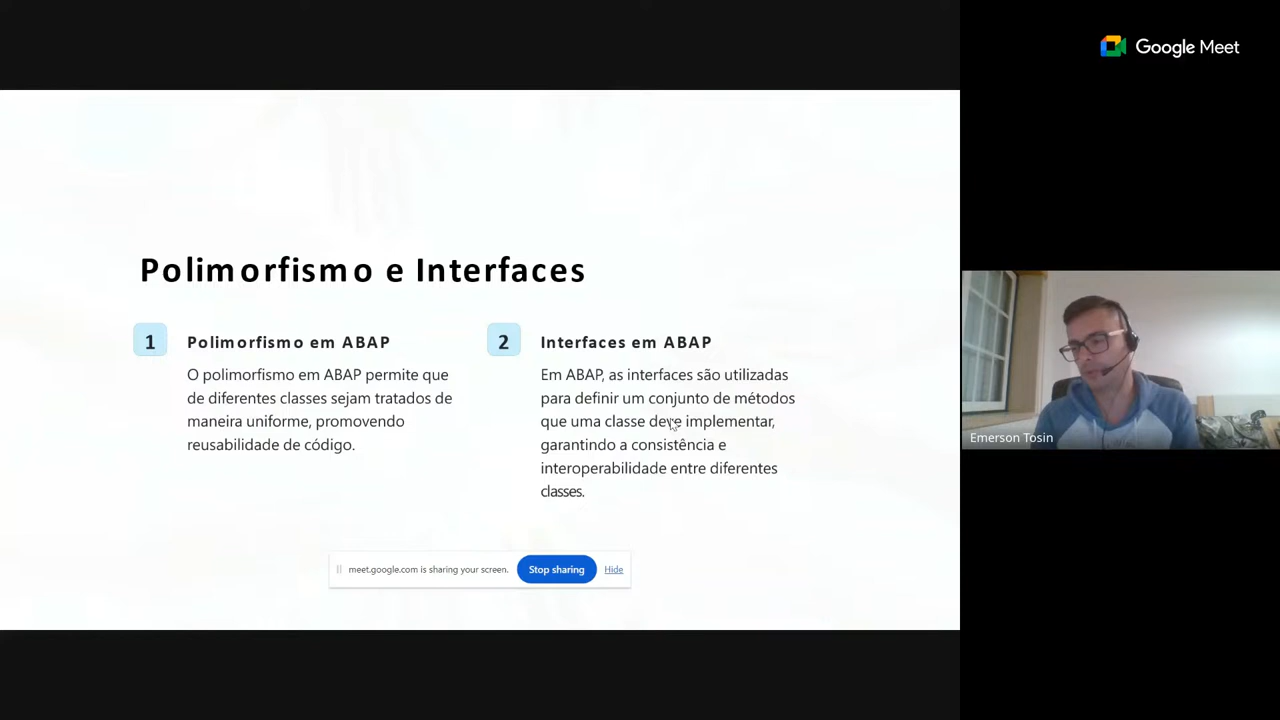 Google Meet
Polimorfismo e Interfaces
1
Polimorfismo em ABAP
O polimorfismo em ABAP permite que
de diferentes classes sejam tratados de
maneira uniforme, promovendo
reusabilidade de código.
2
Interfaces em ABAP
Em ABAP, as interfaces são utilizadas
para definir um conjunto de métodos
que uma classe deve implementar,
garantindo a consistência e
interoperabilidade entre diferentes
classes.
meet.google.com is sharing your screen.
Stop sharing
Hide
Emerson Tosin